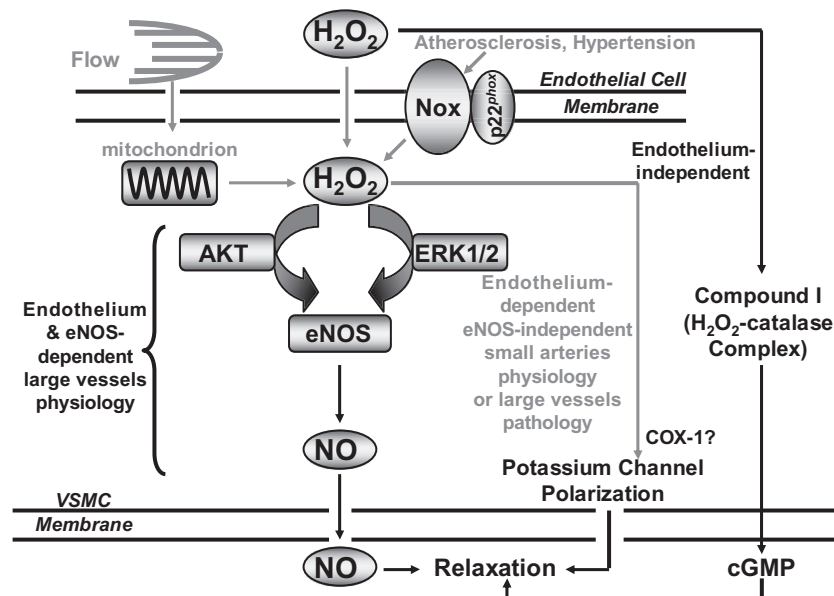 H2O2
Atherosclerosis, Hypertension
Flow
Endothelial Cell
Membrane
Nox
p22phox
mitochondrion
H2O2
Endothelium-
independent
AKT
ERK1/2
Endothelium
& eNOS-
dependent
large vessels
physiology
eNOS
Endothelium-
dependent
eNOS-independent
small arteries
physiology
or large vessels
pathology
Compound I
(H2O2-catalase
Complex)
NO
COX-1?
Potassium Channel
Polarization
VSMC
Membrane
NO
Relaxation
cGMP